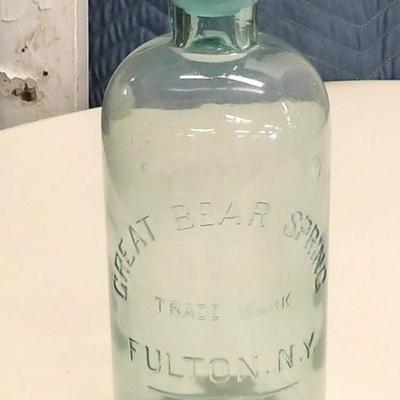 GREAT BEAR SPRING
TRADE MARK
FULTON. N.Y.